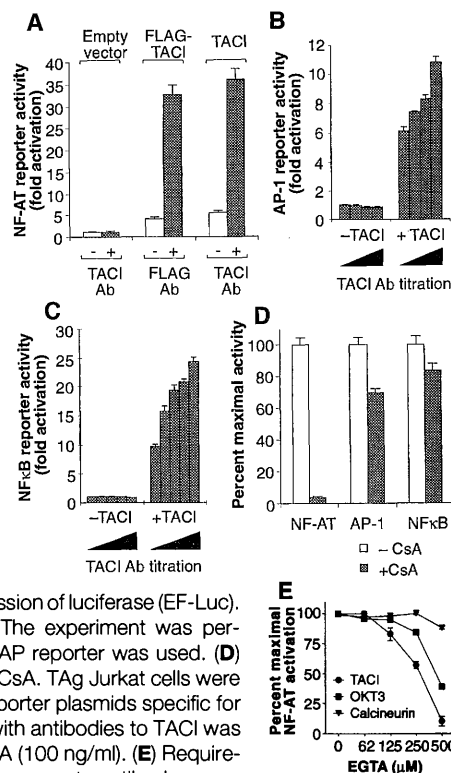 A
Empty vector
FLAG-TACI
TACI
NF-AT reporter activity (fold activation)
40
35
30
25
20
15
10
5
0
- + - + - +
TACI Ab
FLAG Ab
TACI Ab
B
AP-1 reporter activity (fold activation)
12
10
8
6
4
2
0
–TACI + TACI
TACI Ab titration
C
NFκB reporter activity (fold activation)
30
25
20
15
10
5
0
–TACI +TACI
TACI Ab titration
D
Percent maximal activity
100
80
60
40
20
0
NF-AT AP-1 NFκB
– CsA
+CsA
ssion of luciferase (EF-Luc).
The experiment was per-
AP reporter was used. (D)
CsA. TAg Jurkat cells were
porter plasmids specific for
with antibodies to TACI was
A (100 ng/ml). (E) Require-
E
Percent maximal NF-AT activation
100
75
50
25
0
TACI
OKT3
Calcineurin
0 62 125 250 500
EGTA (μM)